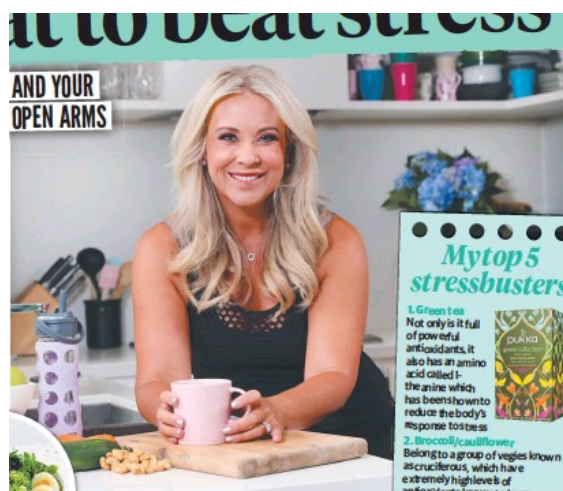 at to beat stress
AND YOUR
OPEN ARMS
My top 5
stressbusters
1. Green tea
Not only is it full
of powerful
antioxidants, it
also has an amino
acid called l-
theanine which
has been shown to
reduce the body's
response to stress
pukka
2. Broccoli/cauliflower
Belong to a group of vegies known
as cruciferous, which have
extremely high levels of